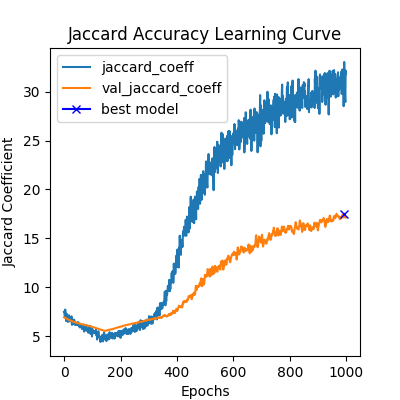 Jaccard Accuracy Learning Curve
jaccard_coeff
val_jaccard_coeff
best model
Jaccard Coefficient
30
25
20
15
10
5
0 200 400 600 800 1000
Epochs